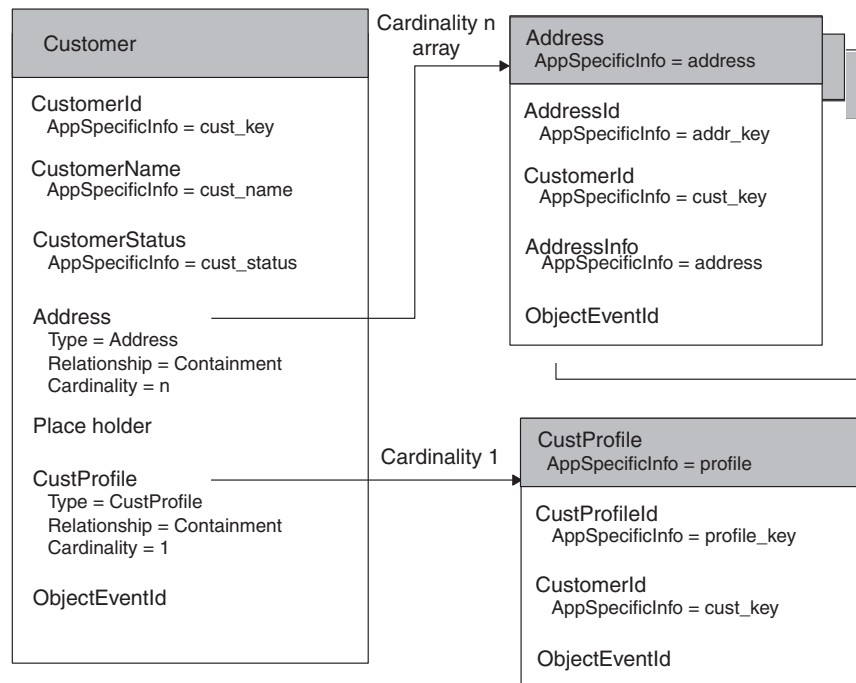 Customer
CustomerId
AppSpecificInfo = cust_key
CustomerName
AppSpecificInfo = cust_name
CustomerStatus
AppSpecificInfo = cust_status
Address
Type = Address
Relationship = Containment
Cardinality = n
Place holder
CustProfile
Type = CustProfile
Relationship = Containment
Cardinality = 1
ObjectEventId
Cardinality n
array
Address
AppSpecificInfo = address
AddressId
AppSpecificInfo = addr_key
CustomerId
AppSpecificInfo = cust_key
AddressInfo
AppSpecificInfo = address
ObjectEventId
Cardinality 1
CustProfile
AppSpecificInfo = profile
CustProfileId
AppSpecificInfo = profile_key
CustomerId
AppSpecificInfo = cust_key
ObjectEventId